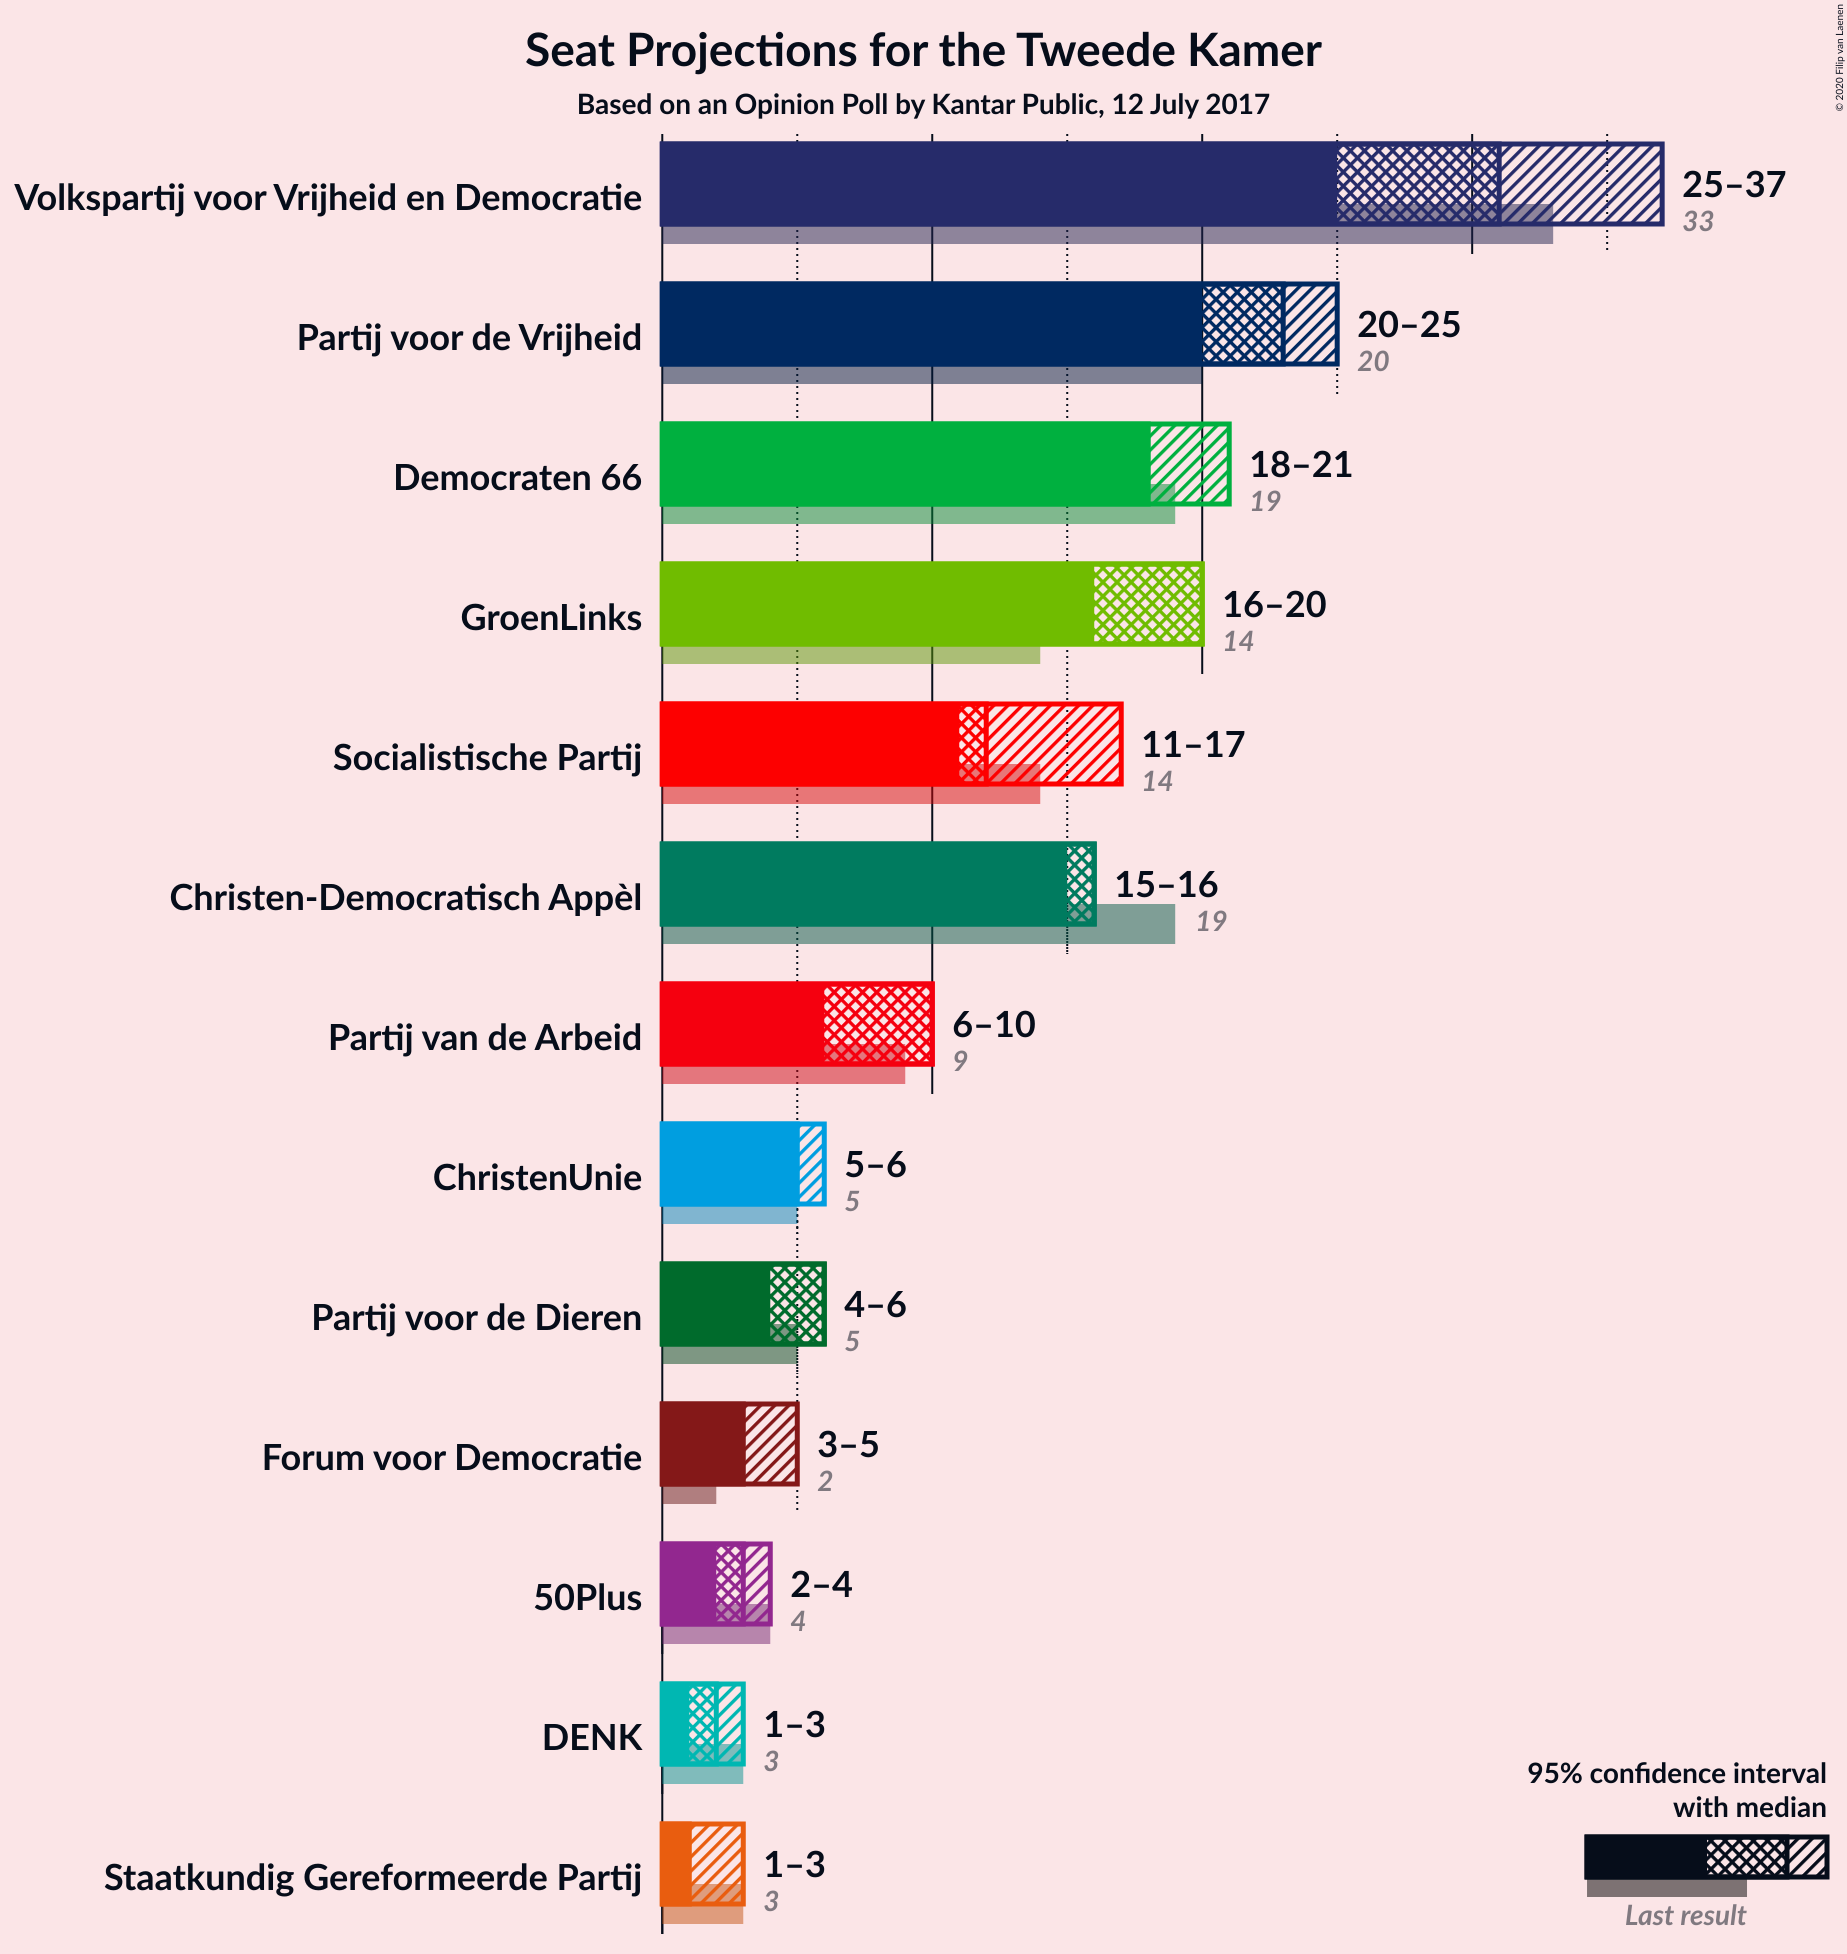 Seat Projections for the Tweede Kamer
Based on an Opinion Poll by Kantar Public, 12 July 2017
© 2020 Filip van Laenen
Volkspartij voor Vrijheid en Democratie
25–37
33
Partij voor de Vrijheid
20–25
20
Democraten 66
18–21
19
GroenLinks
16–20
14
Socialistische Partij
11–17
14
Christen-Democratisch Appèl
15–16
19
Partij van de Arbeid
6–10
9
ChristenUnie
5–6
5
Partij voor de Dieren
4–6
5
Forum voor Democratie
3–5
2
50Plus
2–4
4
DENK
1–3
3
Staatkundig Gereformeerde Partij
1–3
3
95% confidence interval
with median
Last result